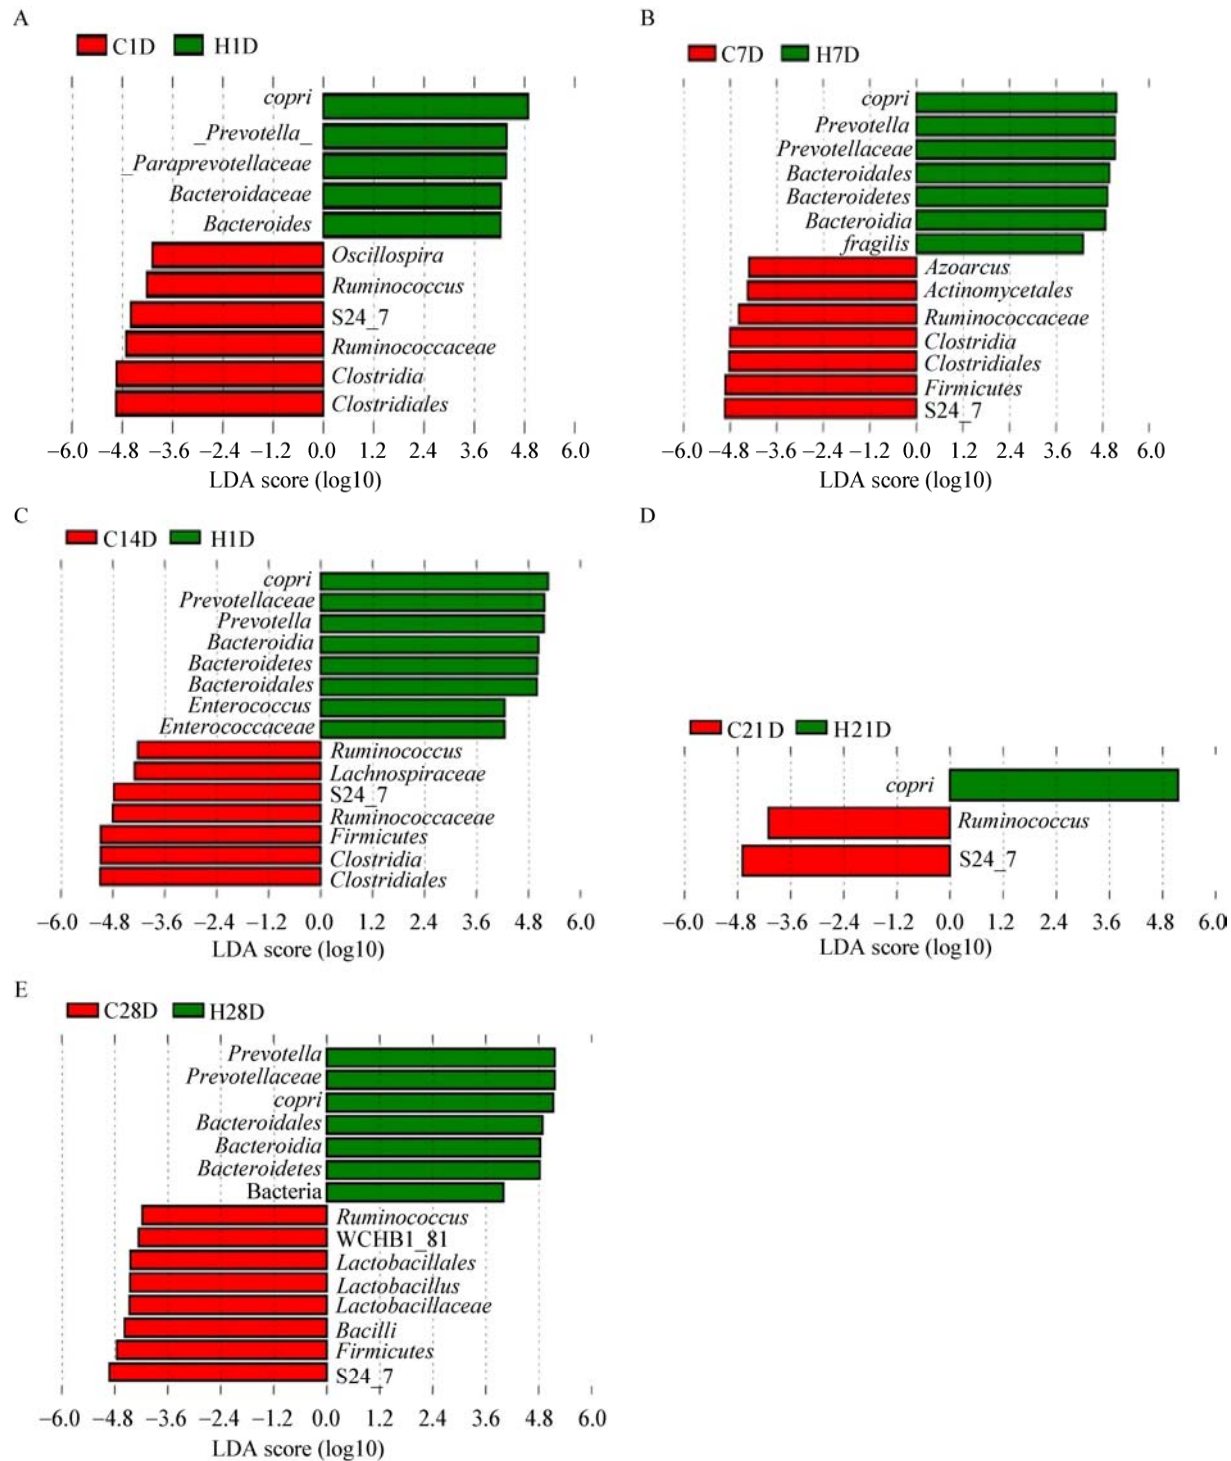 A
C1D H1D
copri
_Prevotella_
_Paraprevotellaceae
Bacteroidaceae
Bacteroides
Oscillospira
Ruminococcus
S24_7
Ruminococcaceae
Clostridia
Clostridiales
−6.0 −4.8 −3.6 −2.4 −1.2 0.0 1.2 2.4 3.6 4.8 6.0
LDA score (log10)
B
C7D H7D
copri
Prevotella
Prevotellaceae
Bacteroidales
Bacteroidetes
Bacteroidia
fragilis
Azoarcus
Actinomycetales
Ruminococcaceae
Clostridia
Clostridiales
Firmicutes
S24_7
−6.0 −4.8 −3.6 −2.4 −1.2 0.0 1.2 2.4 3.6 4.8 6.0
LDA score (log10)
C
C14D H1D
copri
Prevotellaceae
Prevotella
Bacteroidia
Bacteroidetes
Bacteroidales
Enterococcus
Enterococcaceae
Ruminococcus
Lachnospiraceae
S24_7
Ruminococcaceae
Firmicutes
Clostridia
Clostridiales
−6.0 −4.8 −3.6 −2.4 −1.2 0.0 1.2 2.4 3.6 4.8 6.0
LDA score (log10)
D
C21D H21D
copri
Ruminococcus
S24_7
−6.0 −4.8 −3.6 −2.4 −1.2 0.0 1.2 2.4 3.6 4.8 6.0
LDA score (log10)
E
C28D H28D
Prevotella
Prevotellaceae
copri
Bacteroidales
Bacteroidia
Bacteroidetes
Bacteria
Ruminococcus
WCHB1_81
Lactobacillales
Lactobacillus
Lactobacillaceae
Bacilli
Firmicutes
S24_7
−6.0 −4.8 −3.6 −2.4 −1.2 0.0 1.2 2.4 3.6 4.8 6.0
LDA score (log10)